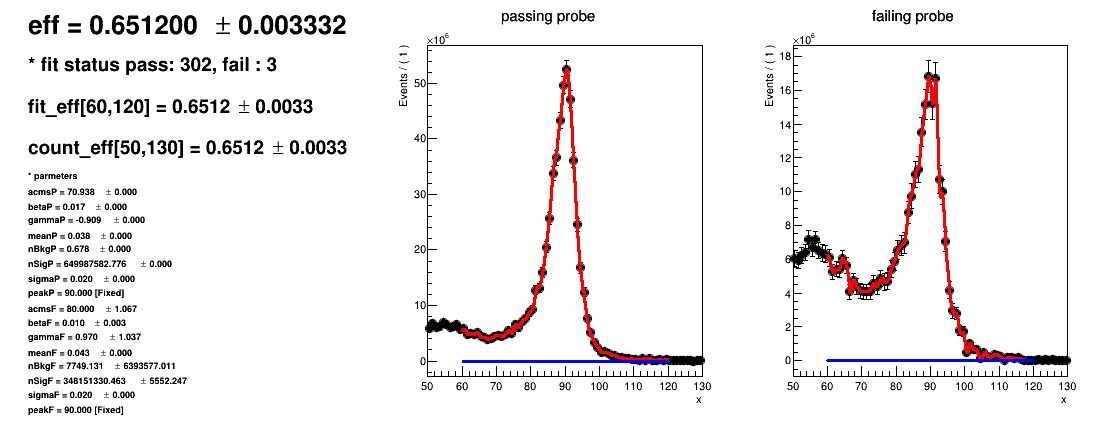 eff = 0.651200 ± 0.003332
* fit status pass: 302, fail : 3
fit_eff[60,120] = 0.6512 ± 0.0033
count_eff[50,130] = 0.6512 ± 0.0033
* parmeters
acmsP = 70.938 ± 0.000
betaP = 0.017 ± 0.000
gammaP = -0.909 ± 0.000
meanP = 0.038 ± 0.000
nBkgP = 0.678 ± 0.000
nSigP = 649987582.776 ± 0.000
sigmaP = 0.020 ± 0.000
peakP = 90.000 [Fixed]
acmsF = 80.000 ± 1.067
betaF = 0.010 ± 0.003
gammaF = 0.970 ± 1.037
meanF = 0.043 ± 0.000
nBkgF = 7749.131 ± 6393577.011
nSigF = 348151330.463 ± 5552.247
sigmaF = 0.020 ± 0.000
peakF = 90.000 [Fixed]
passing probe
×10⁶
Events / ( 1 )
50
40
30
20
10
0
50 60 70 80 90 100 110 120 130
x
failing probe
×10⁶
Events / ( 1 )
18
16
14
12
10
8
6
4
2
0
50 60 70 80 90 100 110 120 130
x